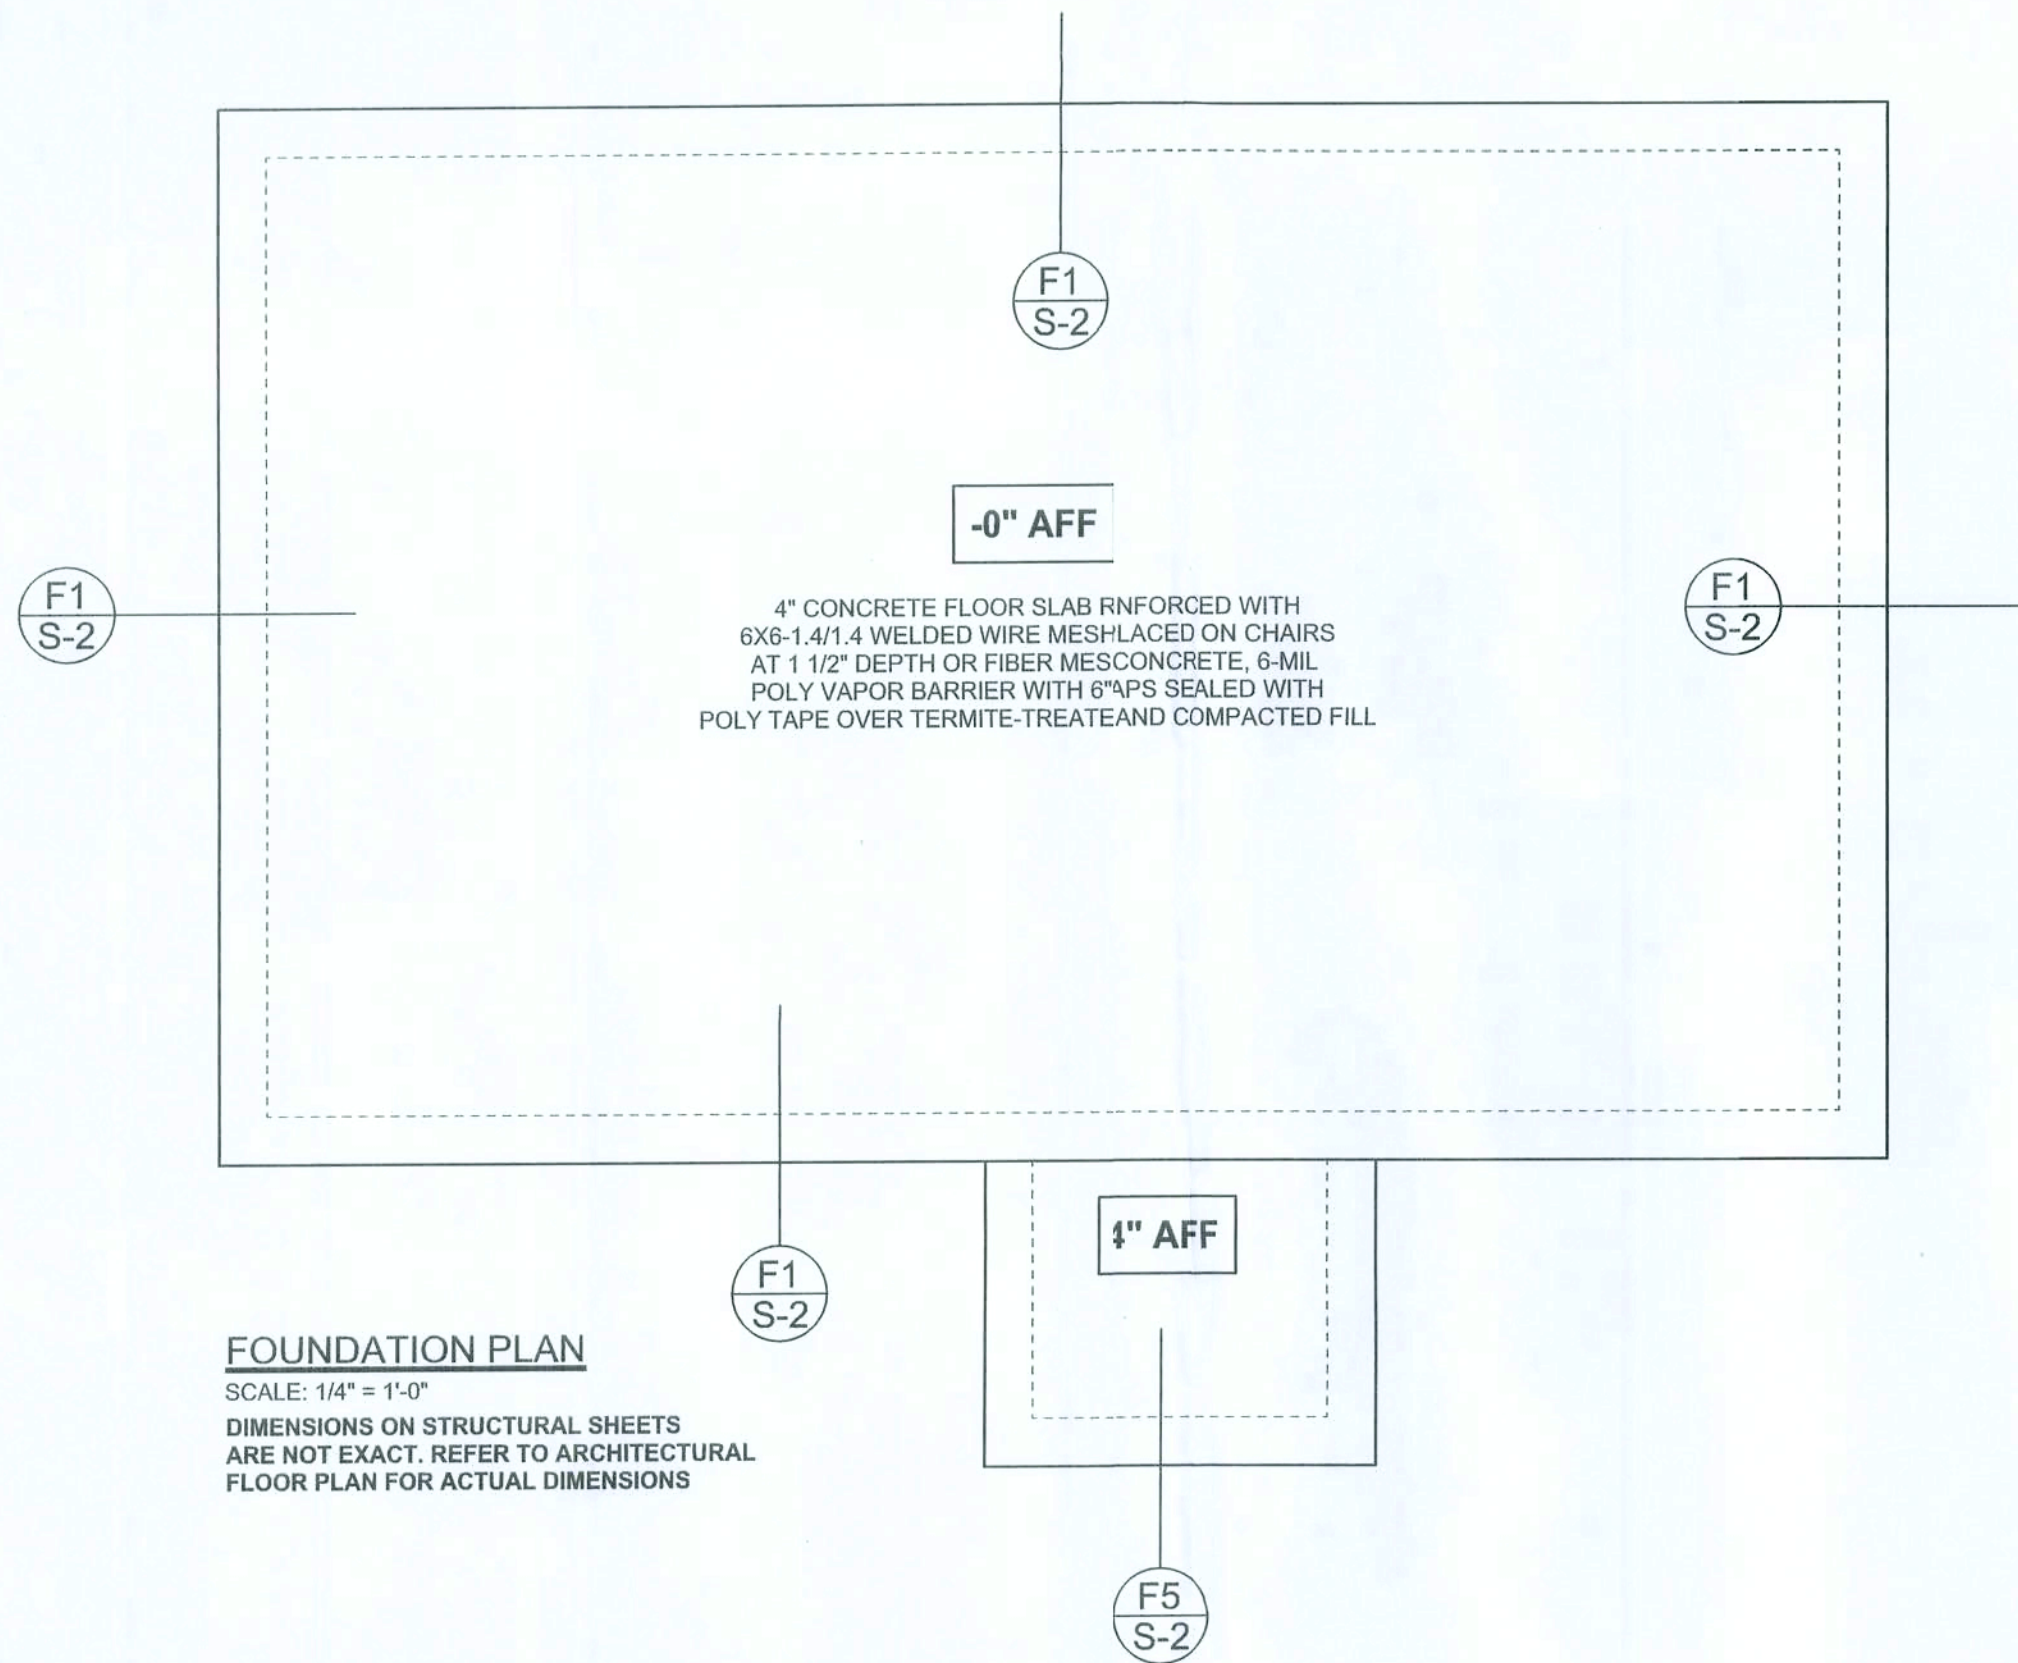 F1
S-2
-0" AFF
F1
S-2
F1
S-2
4" CONCRETE FLOOR SLAB RNFORCED WITH
6X6-1.4/1.4 WELDED WIRE MESHLACED ON CHAIRS
AT 1 1/2" DEPTH OR FIBER MESCONCRETE, 6-MIL
POLY VAPOR BARRIER WITH 6"APS SEALED WITH
POLY TAPE OVER TERMITE-TREATEAND COMPACTED FILL
4" AFF
F1
S-2
FOUNDATION PLAN
SCALE: 1/4" = 1'-0"
DIMENSIONS ON STRUCTURAL SHEETS
ARE NOT EXACT. REFER TO ARCHITECTURAL
FLOOR PLAN FOR ACTUAL DIMENSIONS
F5
S-2